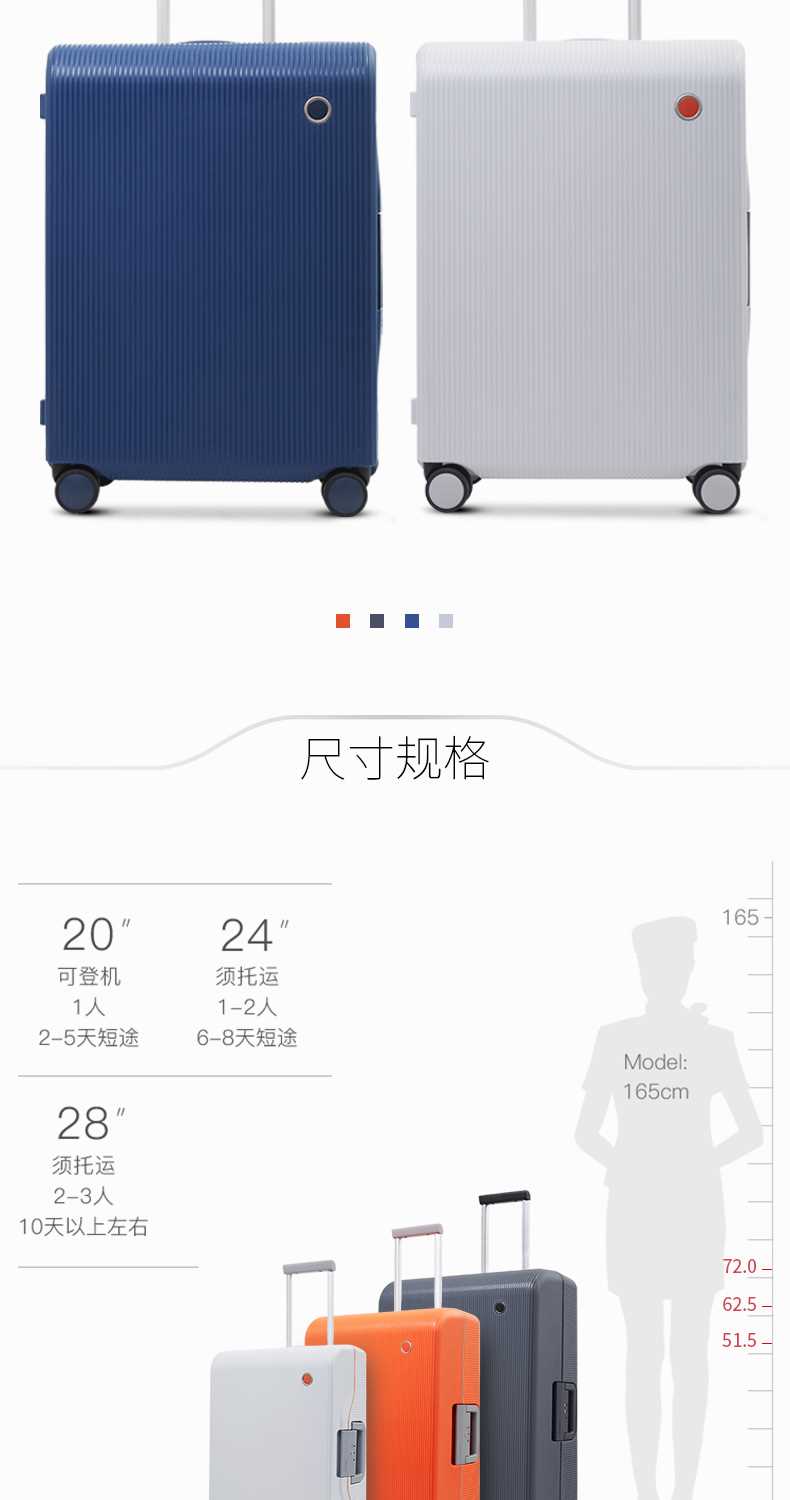 尺寸规格
20″
可登机
1人
2-5天短途
24″
须托运
1-2人
6-8天短途
28″
须托运
2-3人
10天以上左右
165
Model:
165cm
72.0
62.5
51.5